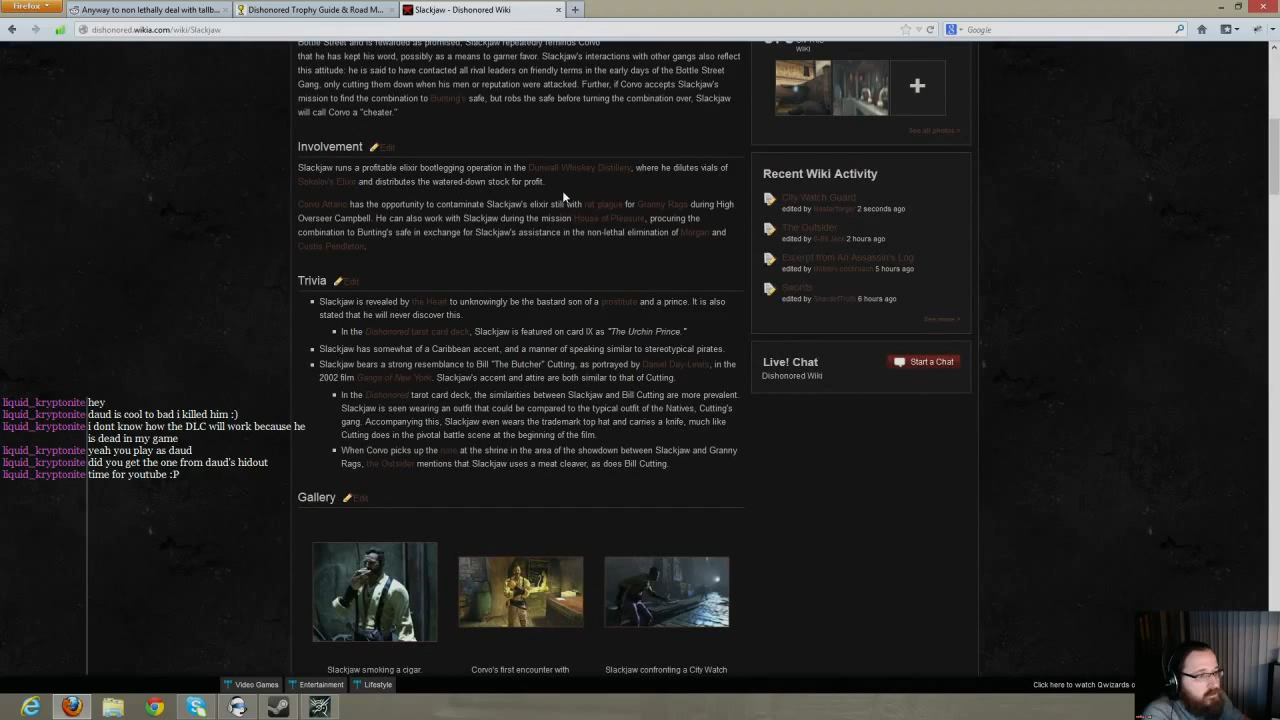 Firefox
Anyway to non lethally deal with tallb...
Dishonored Trophy Guide & Road M...
Slackjaw - Dishonored Wiki
dishonored.wikia.com/wiki/Slackjaw
Google
Bottle Street and is rewarded as promised, Slackjaw repeatedly reminds Corvo
that he has kept his word, possibly as a means to garner favor. Slackjaw's interactions with other gangs also reflect
this attitude: he is said to have contacted all rival leaders on friendly terms in the early days of the Bottle Street
Gang, only cutting them down when his men or reputation were attacked. Further, if Corvo accepts Slackjaw's
mission to find the combination to Bunting's safe, but robs the safe before turning the combination over, Slackjaw
will call Corvo a "cheater."
Involvement Edit
Slackjaw runs a profitable elixir bootlegging operation in the Dunwall Whiskey Distillery, where he dilutes vials of
Sokolov's Elixir and distributes the watered-down stock for profit.
Corvo Attano has the opportunity to contaminate Slackjaw's elixir still with rat plague for Granny Rags during High
Overseer Campbell. He can also work with Slackjaw during the mission House of Pleasure, procuring the
combination to Bunting's safe in exchange for Slackjaw's assistance in the non-lethal elimination of Morgan and
Custis Pendleton.
Trivia Edit
Slackjaw is revealed by the Heart to unknowingly be the bastard son of a prostitute and a prince. It is also
stated that he will never discover this.
In the Dishonored tarot card deck, Slackjaw is featured on card IX as "The Urchin Prince."
Slackjaw has somewhat of a Caribbean accent, and a manner of speaking similar to stereotypical pirates.
Slackjaw bears a strong resemblance to Bill "The Butcher" Cutting, as portrayed by Daniel Day-Lewis, in the
2002 film Gangs of New York. Slackjaw's accent and attire are both similar to that of Cutting.
In the Dishonored tarot card deck, the similarities between Slackjaw and Bill Cutting are more prevalent.
Slackjaw is seen wearing an outfit that could be compared to the typical outfit of the Natives, Cutting's
gang. Accompanying this, Slackjaw even wears the trademark top hat and carries a knife, much like
Cutting does in the pivotal battle scene at the beginning of the film.
When Corvo picks up the rune at the shrine in the area of the showdown between Slackjaw and Granny
Rags, the Outsider mentions that Slackjaw uses a meat cleaver, as does Bill Cutting.
Gallery Edit
Slackjaw smoking a cigar.
Corvo's first encounter with
Slackjaw confronting a City Watch
WIKI
See all photos >
Recent Wiki Activity
City Watch Guard
edited by 2 seconds ago
The Outsider
edited by 2 hours ago
Excerpt from An Assassin's Log
edited by 5 hours ago
Swords
edited by 6 hours ago
See more >
Live! Chat
Start a Chat
Dishonored Wiki
liquid_kryptonite hey
liquid_kryptonite daud is cool to bad i killed him :)
liquid_kryptonite i dont know how the DLC will work because he
is dead in my game
liquid_kryptonite yeah you play as daud
liquid_kryptonite did you get the one from daud's hidout
liquid_kryptonite time for youtube :P
Video Games
Entertainment
Lifestyle
Click here to watch Qwizards o